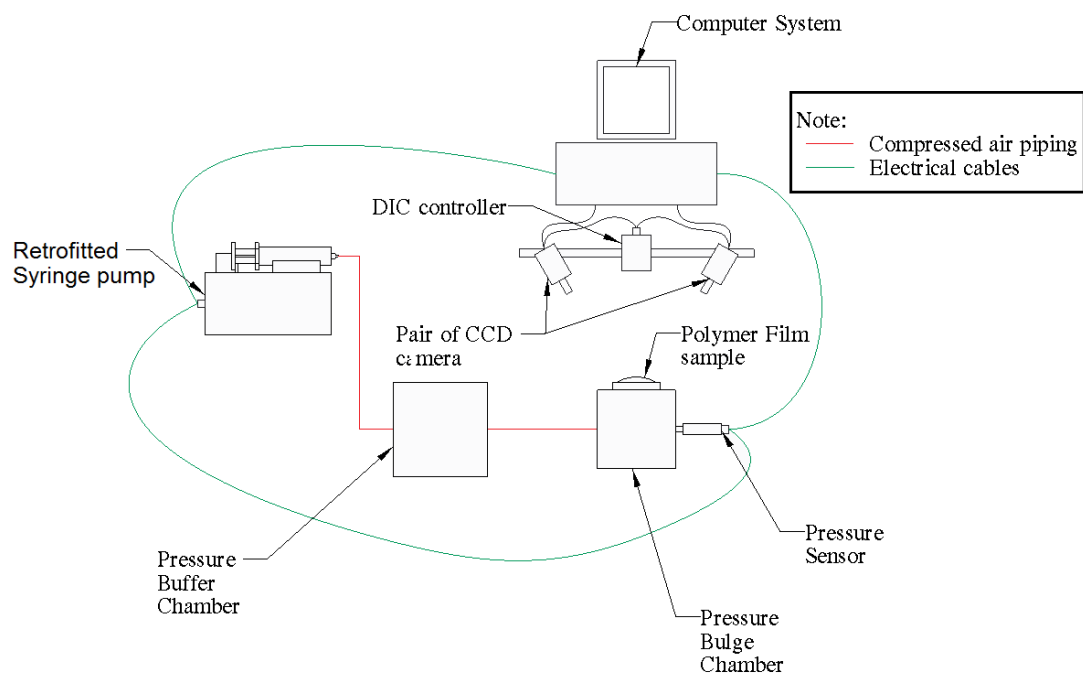 Computer System
Note:
Compressed air piping
Electrical cables
DIC controller
Retrofitted
Syringe pump
Pair of CCD
camera
Polymer Film
sample
Pressure
Sensor
Pressure
Buffer
Chamber
Pressure
Bulge
Chamber